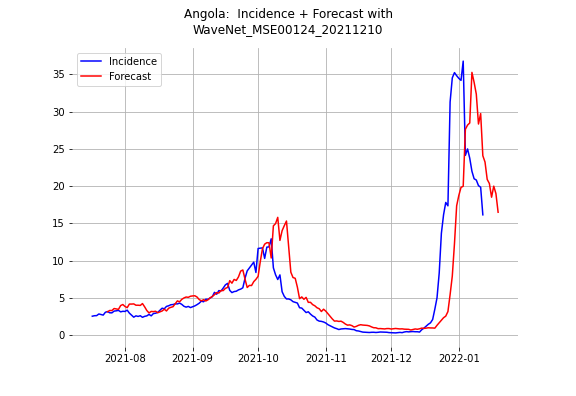 Angola:  Incidence + Forecast with
WaveNet_MSE00124_20211210
Incidence
Forecast
35
30
25
20
15
10
5
0
2021-08 2021-09 2021-10 2021-11 2021-12 2022-01